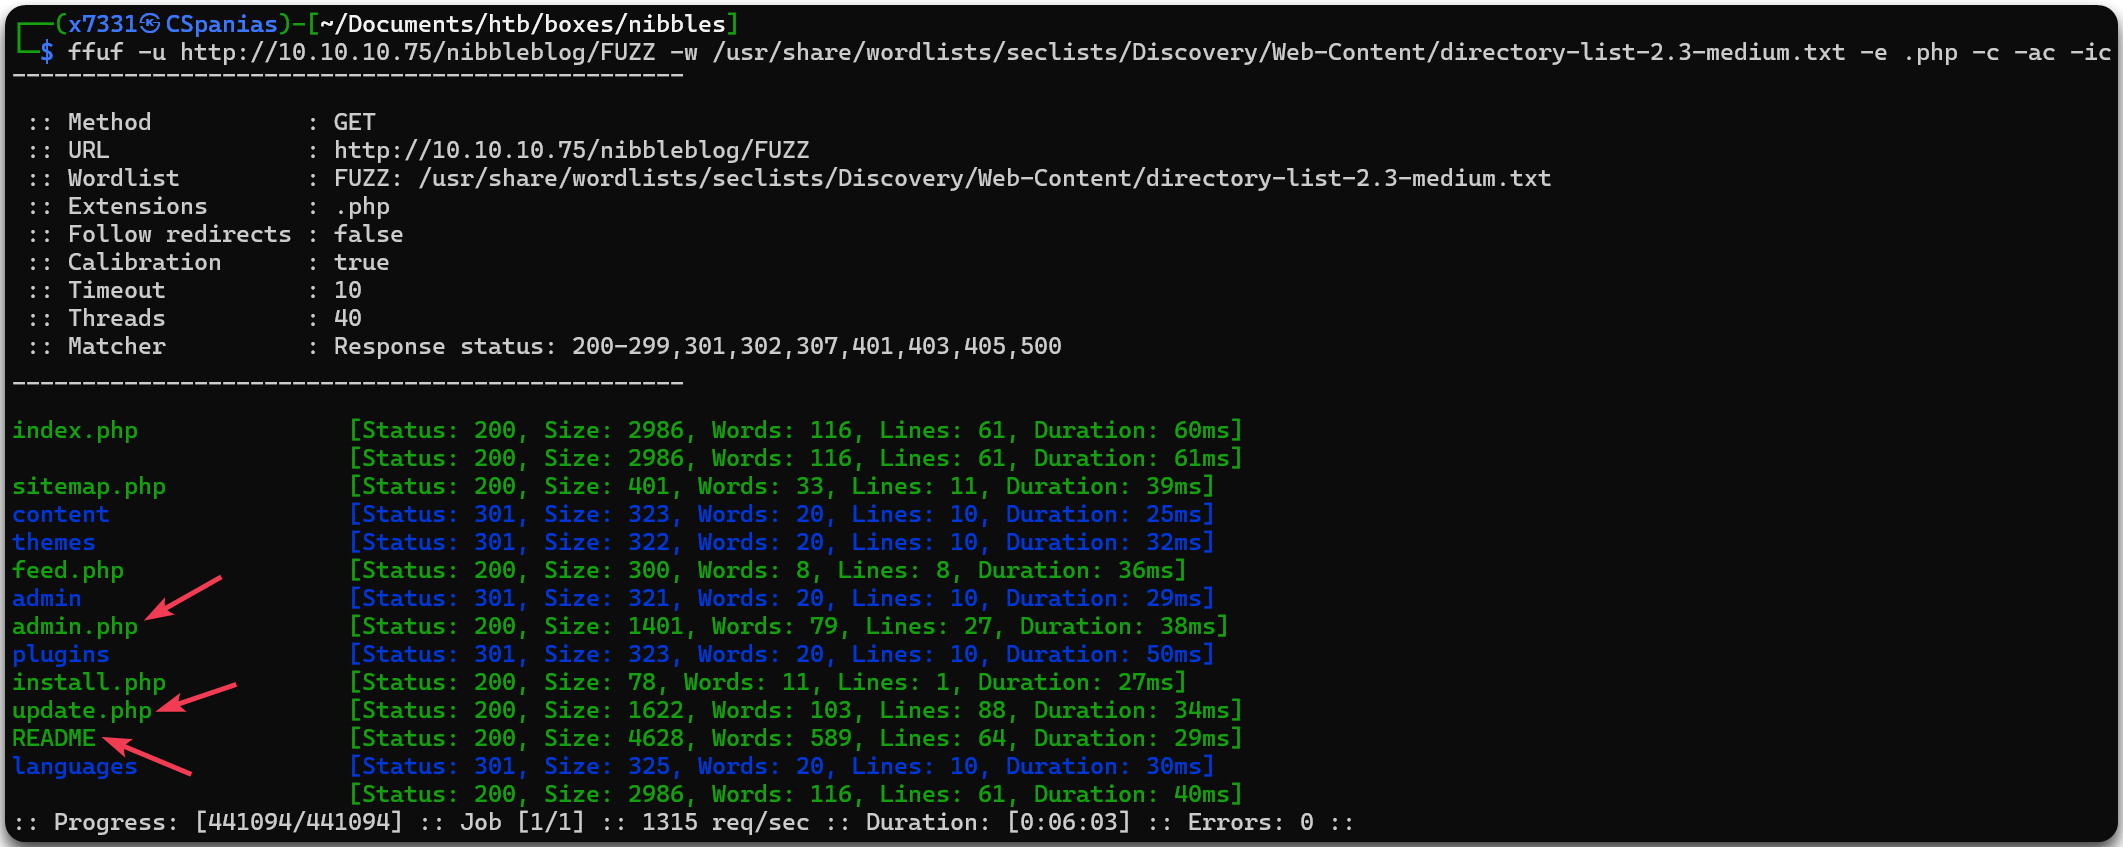 ┌──(x7331㉿CSpanias)-[~/Documents/htb/boxes/nibbles]
└─$ ffuf -u http://10.10.10.75/nibbleblog/FUZZ -w /usr/share/wordlists/seclists/Discovery/Web-Content/directory-list-2.3-medium.txt -e .php -c -ac -ic
________________________________________________
:: Method : GET
:: URL : http://10.10.10.75/nibbleblog/FUZZ
:: Wordlist : FUZZ: /usr/share/wordlists/seclists/Discovery/Web-Content/directory-list-2.3-medium.txt
:: Extensions : .php
:: Follow redirects : false
:: Calibration : true
:: Timeout : 10
:: Threads : 40
:: Matcher : Response status: 200-299,301,302,307,401,403,405,500
________________________________________________
index.php [Status: 200, Size: 2986, Words: 116, Lines: 61, Duration: 60ms]
[Status: 200, Size: 2986, Words: 116, Lines: 61, Duration: 61ms]
sitemap.php [Status: 200, Size: 401, Words: 33, Lines: 11, Duration: 39ms]
content [Status: 301, Size: 323, Words: 20, Lines: 10, Duration: 25ms]
themes [Status: 301, Size: 322, Words: 20, Lines: 10, Duration: 32ms]
feed.php [Status: 200, Size: 300, Words: 8, Lines: 8, Duration: 36ms]
admin [Status: 301, Size: 321, Words: 20, Lines: 10, Duration: 29ms]
admin.php [Status: 200, Size: 1401, Words: 79, Lines: 27, Duration: 38ms]
plugins [Status: 301, Size: 323, Words: 20, Lines: 10, Duration: 50ms]
install.php [Status: 200, Size: 78, Words: 11, Lines: 1, Duration: 27ms]
update.php [Status: 200, Size: 1622, Words: 103, Lines: 88, Duration: 34ms]
README [Status: 200, Size: 4628, Words: 589, Lines: 64, Duration: 29ms]
languages [Status: 301, Size: 325, Words: 20, Lines: 10, Duration: 30ms]
[Status: 200, Size: 2986, Words: 116, Lines: 61, Duration: 40ms]
:: Progress: [441094/441094] :: Job [1/1] :: 1315 req/sec :: Duration: [0:06:03] :: Errors: 0 ::